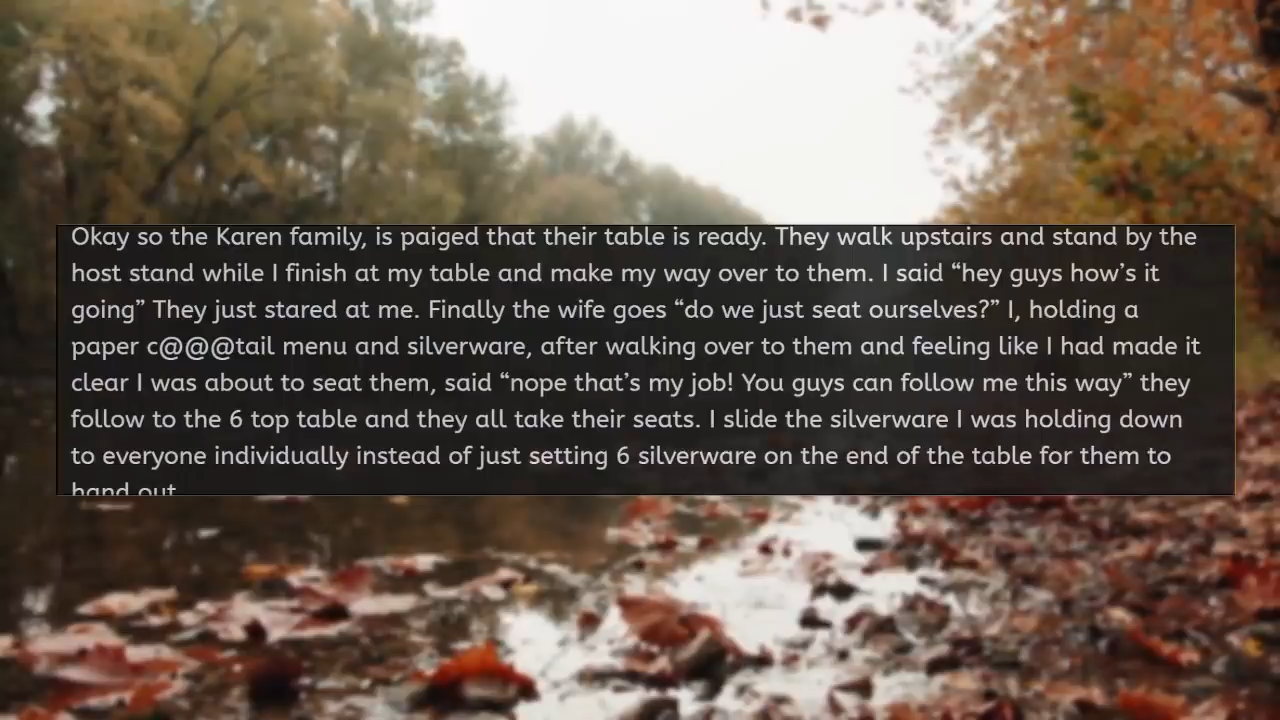 Okay so the Karen family, is paiged that their table is ready. They walk upstairs and stand by the
host stand while I finish at my table and make my way over to them. I said “hey guys how’s it
going” They just stared at me. Finally the wife goes “do we just seat ourselves?” I, holding a
paper c@@@tail menu and silverware, after walking over to them and feeling like I had made it
clear I was about to seat them, said “nope that’s my job! You guys can follow me this way” they
follow to the 6 top table and they all take their seats. I slide the silverware I was holding down
to everyone individually instead of just setting 6 silverware on the end of the table for them to
hand out